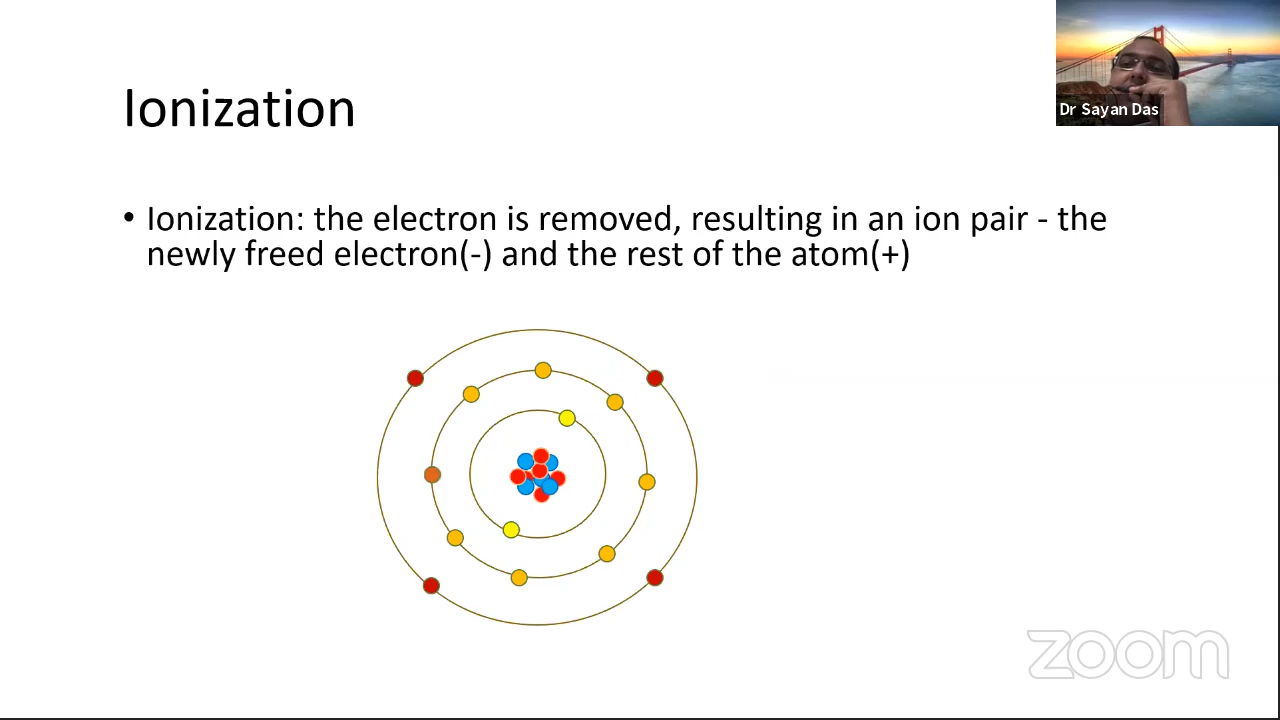 Ionization
Dr Sayan Das
• Ionization: the electron is removed, resulting in an ion pair - the
newly freed electron(-) and the rest of the atom(+)
zoom